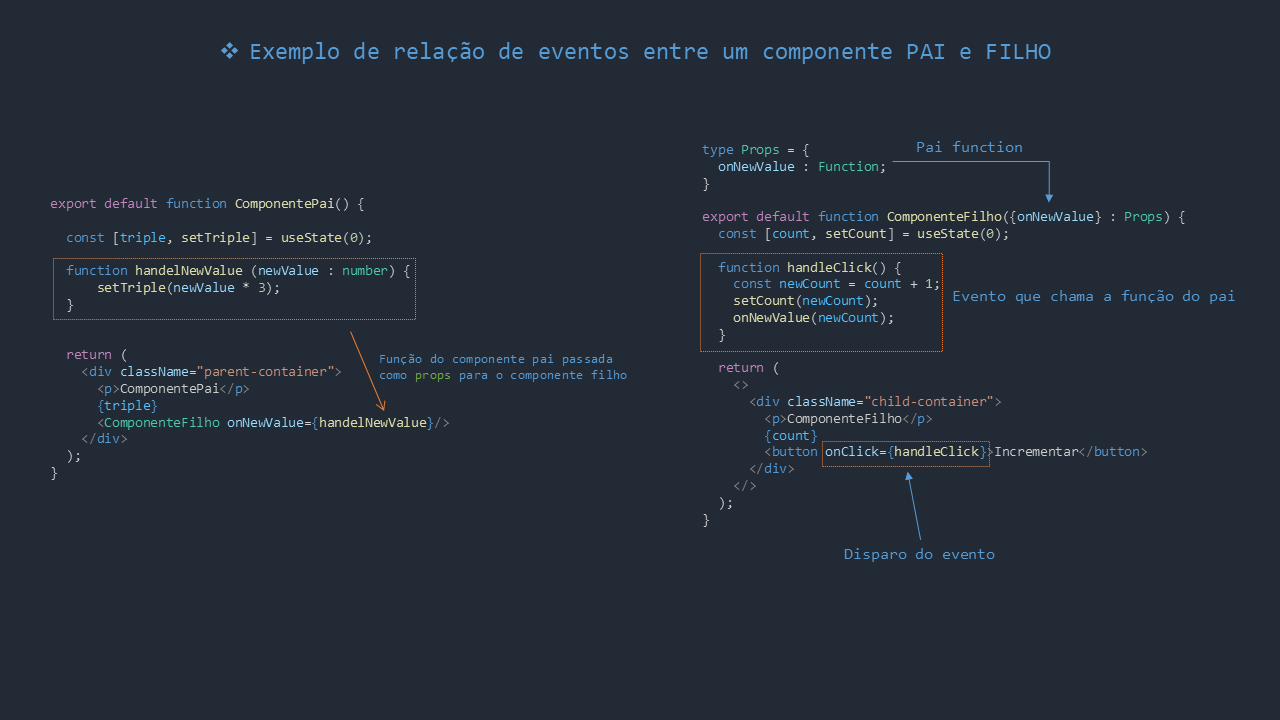 ❖ Exemplo de relação de eventos entre um componente PAI e FILHO
export default function ComponentePai() {
const [triple, setTriple] = useState(0);
function handelNewValue (newValue : number) {
setTriple(newValue * 3);
}
return (
<div className="parent-container">
<p>ComponentePai</p>
{triple}
<ComponenteFilho onNewValue={handelNewValue}/>
</div>
);
}
Função do componente pai passada
como props para o componente filho
type Props = {
onNewValue : Function;
}
Pai function
export default function ComponenteFilho({onNewValue} : Props) {
const [count, setCount] = useState(0);
function handleClick() {
const newCount = count + 1;
setCount(newCount);
onNewValue(newCount);
}
Evento que chama a função do pai
return (
<>
<div className="child-container">
<p>ComponenteFilho</p>
{count}
<button onClick={handleClick}>Incrementar</button>
</div>
</>
);
}
Disparo do evento